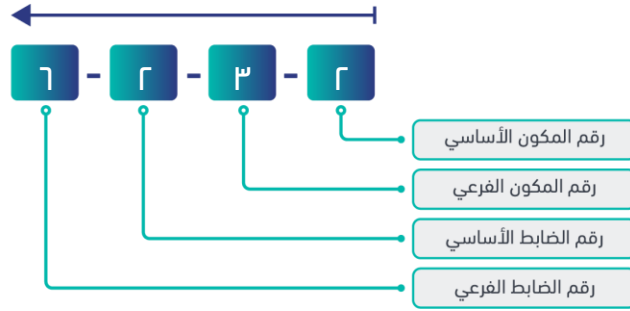 ٢ - ٣ - ٢ - ٦
رقم المكون الأساسي
رقم المكون الفرعي
رقم الضابط الأساسي
رقم الضابط الفرعي